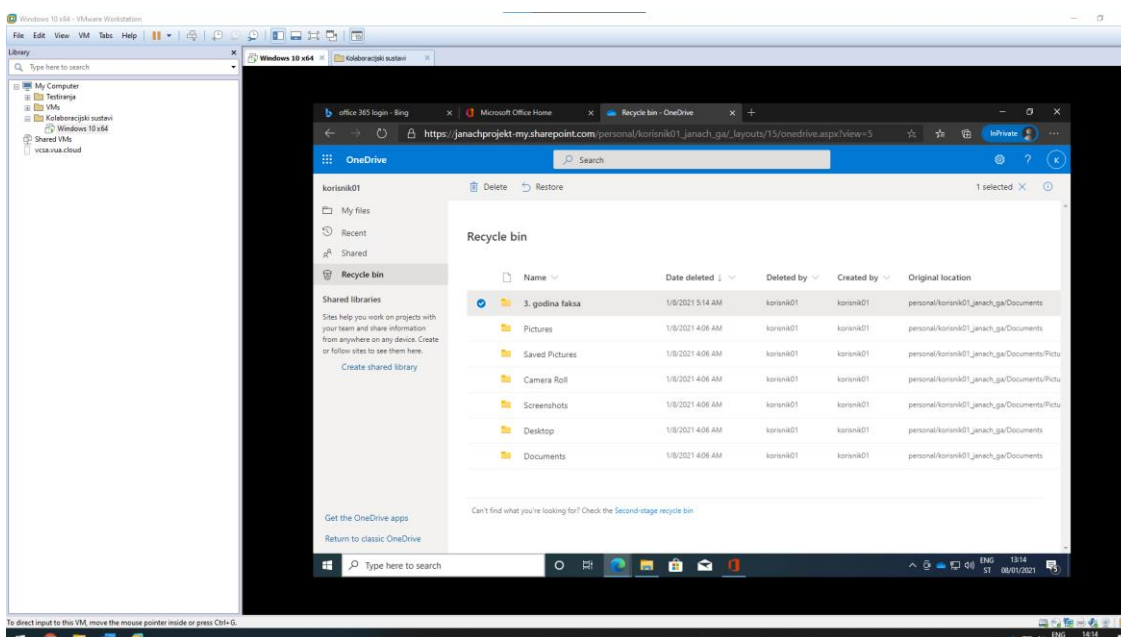 Windows 10 x64 - VMware Workstation
File Edit View VM Tabs Help
Library
Type here to search
My Computer
Testiranja
VMs
Kolaboracijski sustavi
Windows 10 x64
Shared VMs
vcsa.vua.cloud
Windows 10 x64 Kolaboracijski sustavi
office 365 login - Bing Microsoft Office Home Recycle bin - OneDrive
https://janachprojekt-my.sharepoint.com/personal/korisnik01_janach_ga/_layouts/15/onedrive.aspx?view=5 InPrivate
OneDrive Search ? K
korisnik01 Delete Restore 1 selected
My files
Recent
Shared
Recycle bin
Shared libraries
Sites help you work on projects with
your team and share information
from anywhere on any device. Create
or follow sites to see them here.
Create shared library
Get the OneDrive apps
Return to classic OneDrive
Recycle bin
Name Date deleted Deleted by Created by Original location
3. godina faksa 1/8/2021 5:14 AM korisnik01 korisnik01 personal/korisnik01_janach_ga/Documents
Pictures 1/8/2021 4:06 AM korisnik01 korisnik01 personal/korisnik01_janach_ga/Documents
Saved Pictures 1/8/2021 4:06 AM korisnik01 korisnik01 personal/korisnik01_janach_ga/Documents/Pictu
Camera Roll 1/8/2021 4:06 AM korisnik01 korisnik01 personal/korisnik01_janach_ga/Documents/Pictu
Screenshots 1/8/2021 4:06 AM korisnik01 korisnik01 personal/korisnik01_janach_ga/Documents/Pictu
Desktop 1/8/2021 4:06 AM korisnik01 korisnik01 personal/korisnik01_janach_ga/Documents
Documents 1/8/2021 4:06 AM korisnik01 korisnik01 personal/korisnik01_janach_ga/Documents
Can't find what you're looking for? Check the Second-stage recycle bin
Type here to search ENG 13:14
ST 08/01/2021
To direct input to this VM, move the mouse pointer inside or press Ctrl+G.
ENG 14:14